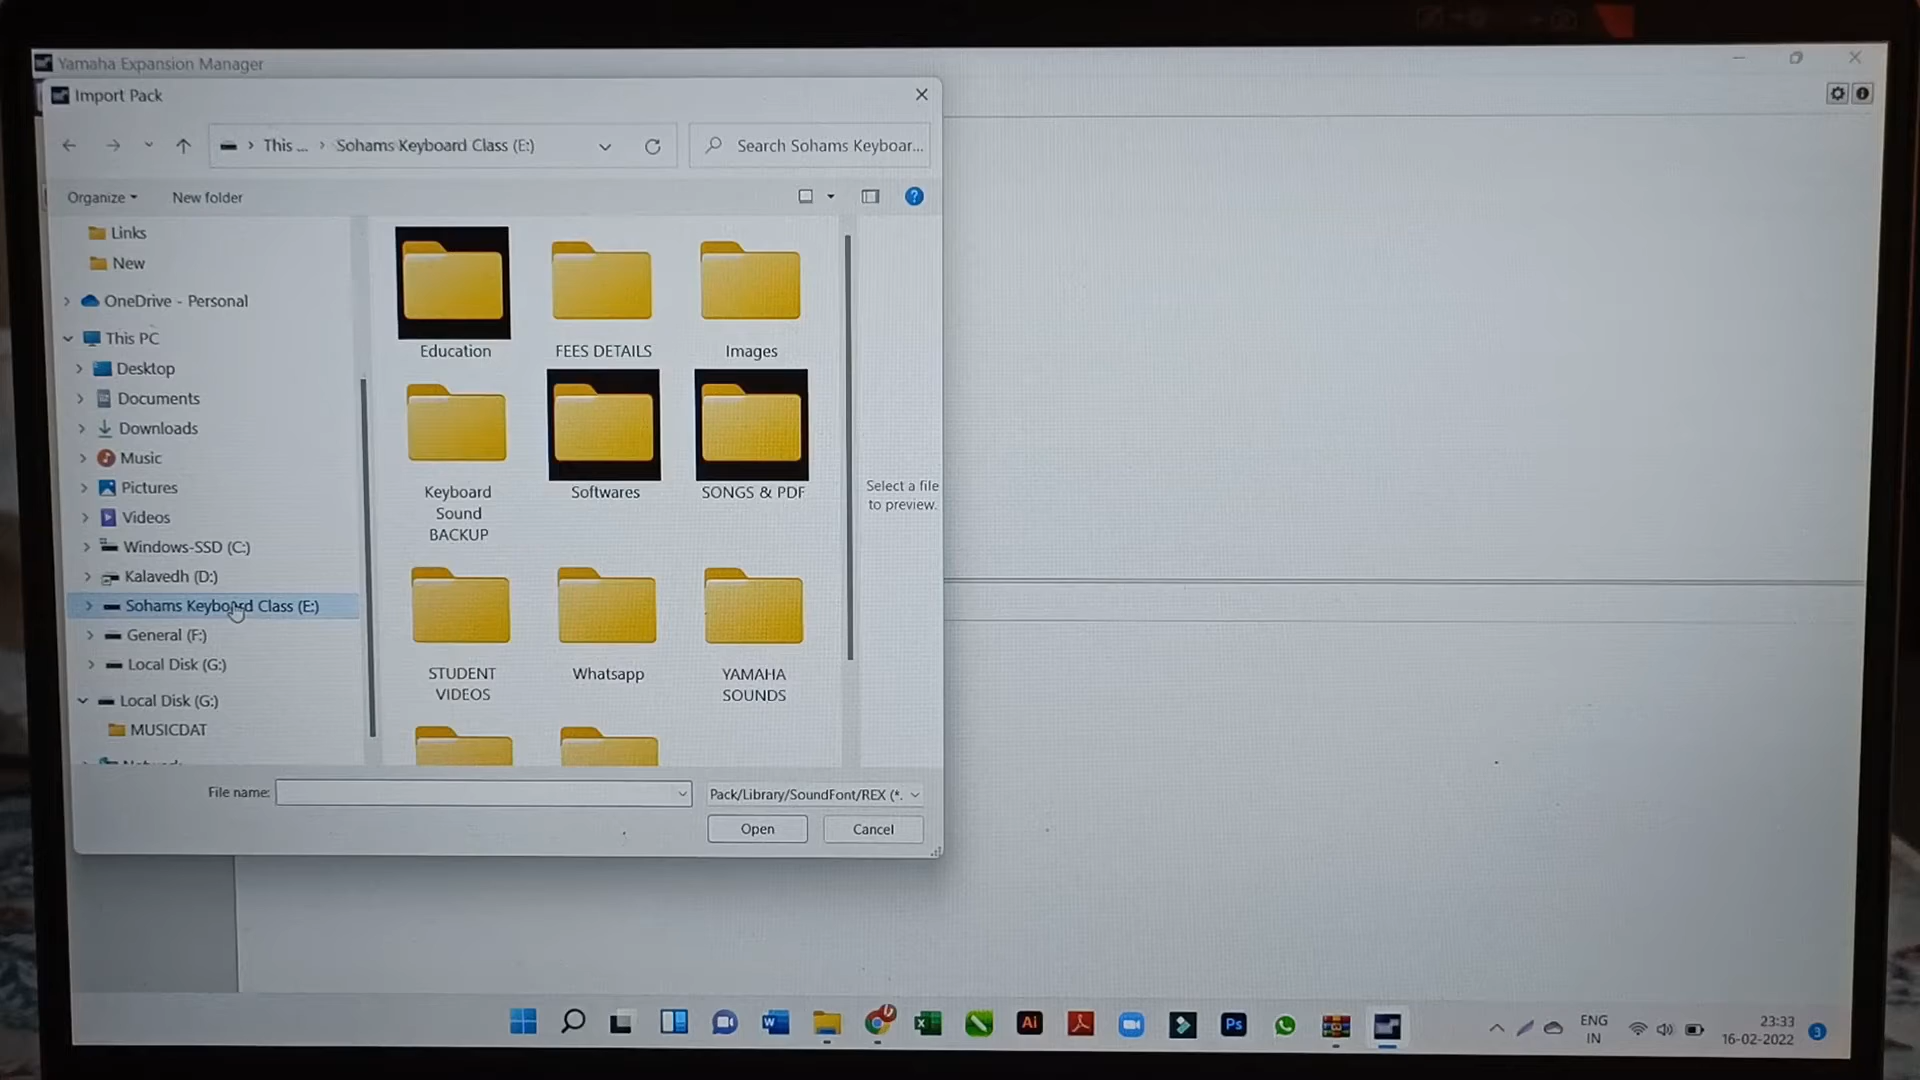 Yamaha Expansion Manager
Import Pack
This ... › Sohams Keyboard Class (E:)
Search Sohams Keyboar...
Organize
New folder
Links
New
OneDrive - Personal
This PC
Desktop
Documents
Downloads
Music
Pictures
Videos
Windows-SSD (C:)
Kalavedh (D:)
Sohams Keyboard Class (E:)
General (F:)
Local Disk (G:)
Local Disk (G:)
MUSICDAT
Education
FEES DETAILS
Images
Keyboard
Sound
BACKUP
Softwares
SONGS & PDF
STUDENT
VIDEOS
Whatsapp
YAMAHA
SOUNDS
Select a file
to preview.
File name:
Pack/Library/SoundFont/REX (*.
Open
Cancel
Ai
Ps
ENG
IN
23:33
16-02-2022
3